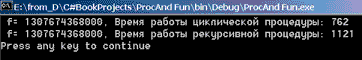 E:\from_D\C#BookProjects\ProcAnd Fun\bin\Debug\ProcAnd Fun.exe
f= 1307674368000, Время работы циклической процедуры: 762
f= 1307674368000, Время работы рекурсивной процедуры: 1121
Press any key to continue